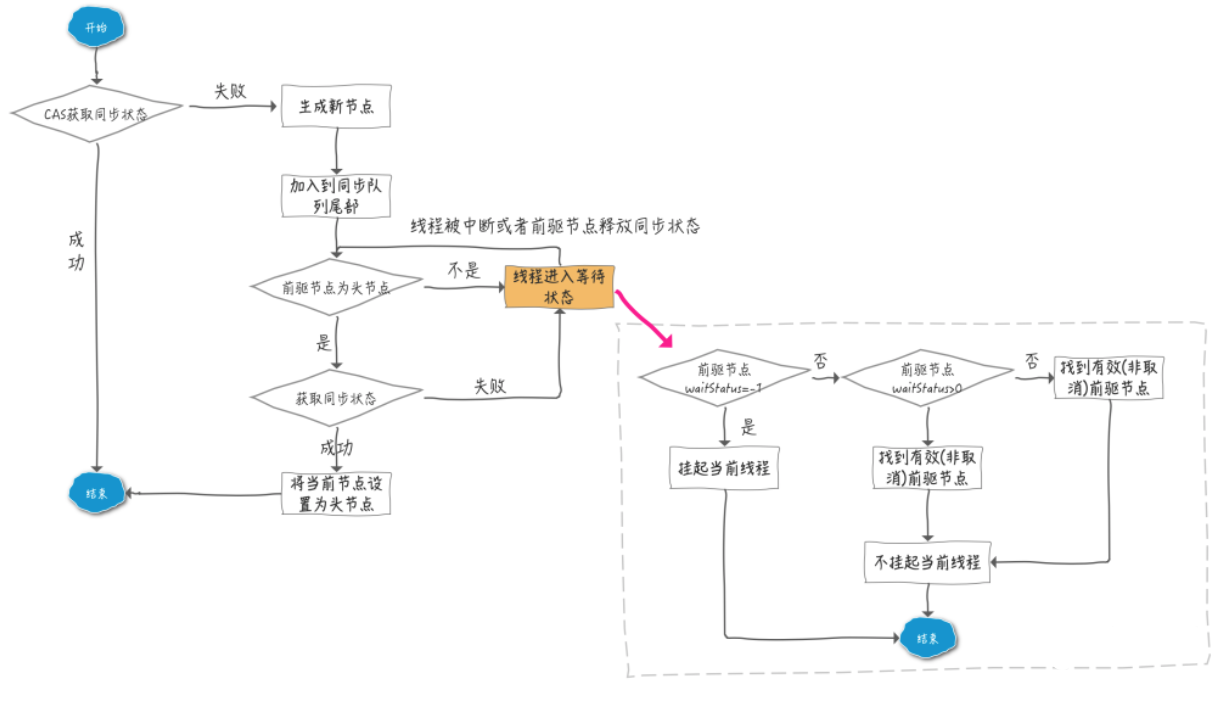 开始
CAS获取同步状态
失败
生成新节点
加入到同步队
列尾部
成
功
线程被中断或者前驱节点释放同步状态
前驱节点为头节点
不是
线程进入等待
状态
是
获取同步状态
失败
成功
将当前节点设
置为头节点
结束
前驱节点
waitStatus=-1
否
前驱节点
waitStatus>0
否
找到有效(非取
消)前驱节点
是
挂起当前线程
找到有效(非取
消)前驱节点
不挂起当前线程
结束